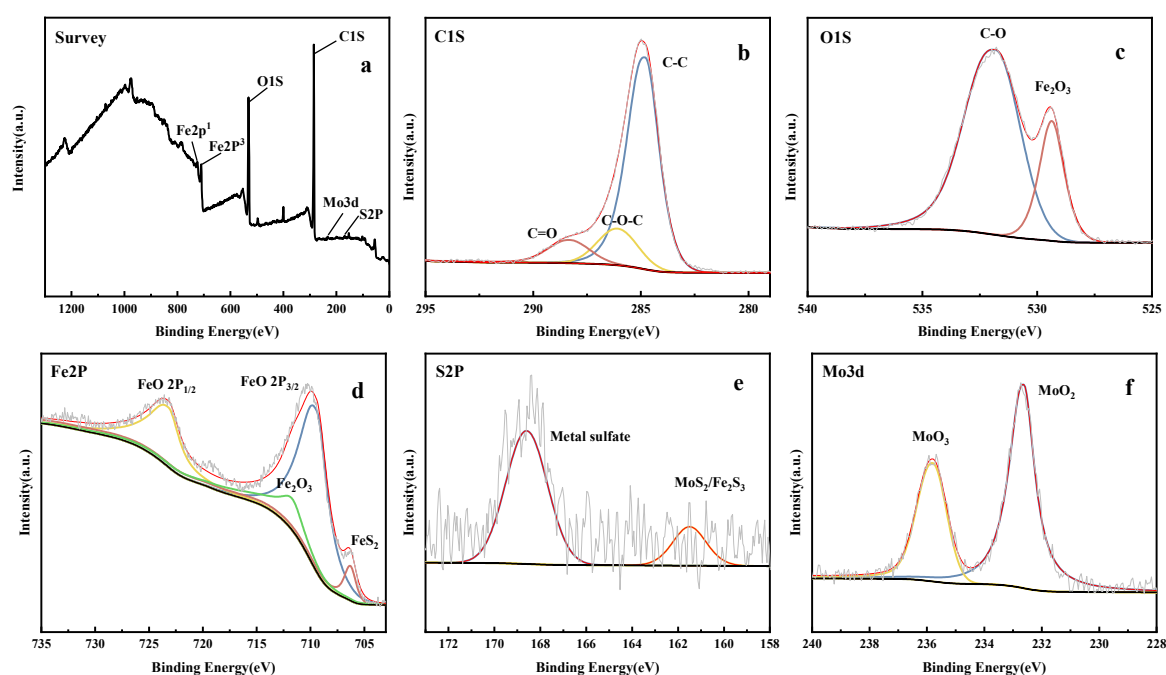 Survey
a
C1S
O1S
Fe2p¹
Fe2P³
Mo3d
S2P
Intensity(a.u.)
1200 1000 800 600 400 200 0
Binding Energy(eV)
C1S
b
C-C
C-O-C
C=O
Intensity(a.u.)
295 290 285 280
Binding Energy(eV)
O1S
C-O
c
Fe₂O₃
Intensity(a.u.)
540 535 530 525
Binding Energy(eV)
Fe2P
d
FeO 2P₁/₂
FeO 2P₃/₂
Fe₂O₃
FeS₂
Intensity(a.u.)
735 730 725 720 715 710 705
Binding Energy(eV)
S2P
e
Metal sulfate
MoS₂/Fe₂S₃
Intensity(a.u.)
172 170 168 166 164 162 160 158
Binding Energy(eV)
Mo3d
f
MoO₂
MoO₃
Intensity(a.u.)
240 238 236 234 232 230 228
Binding Energy(eV)